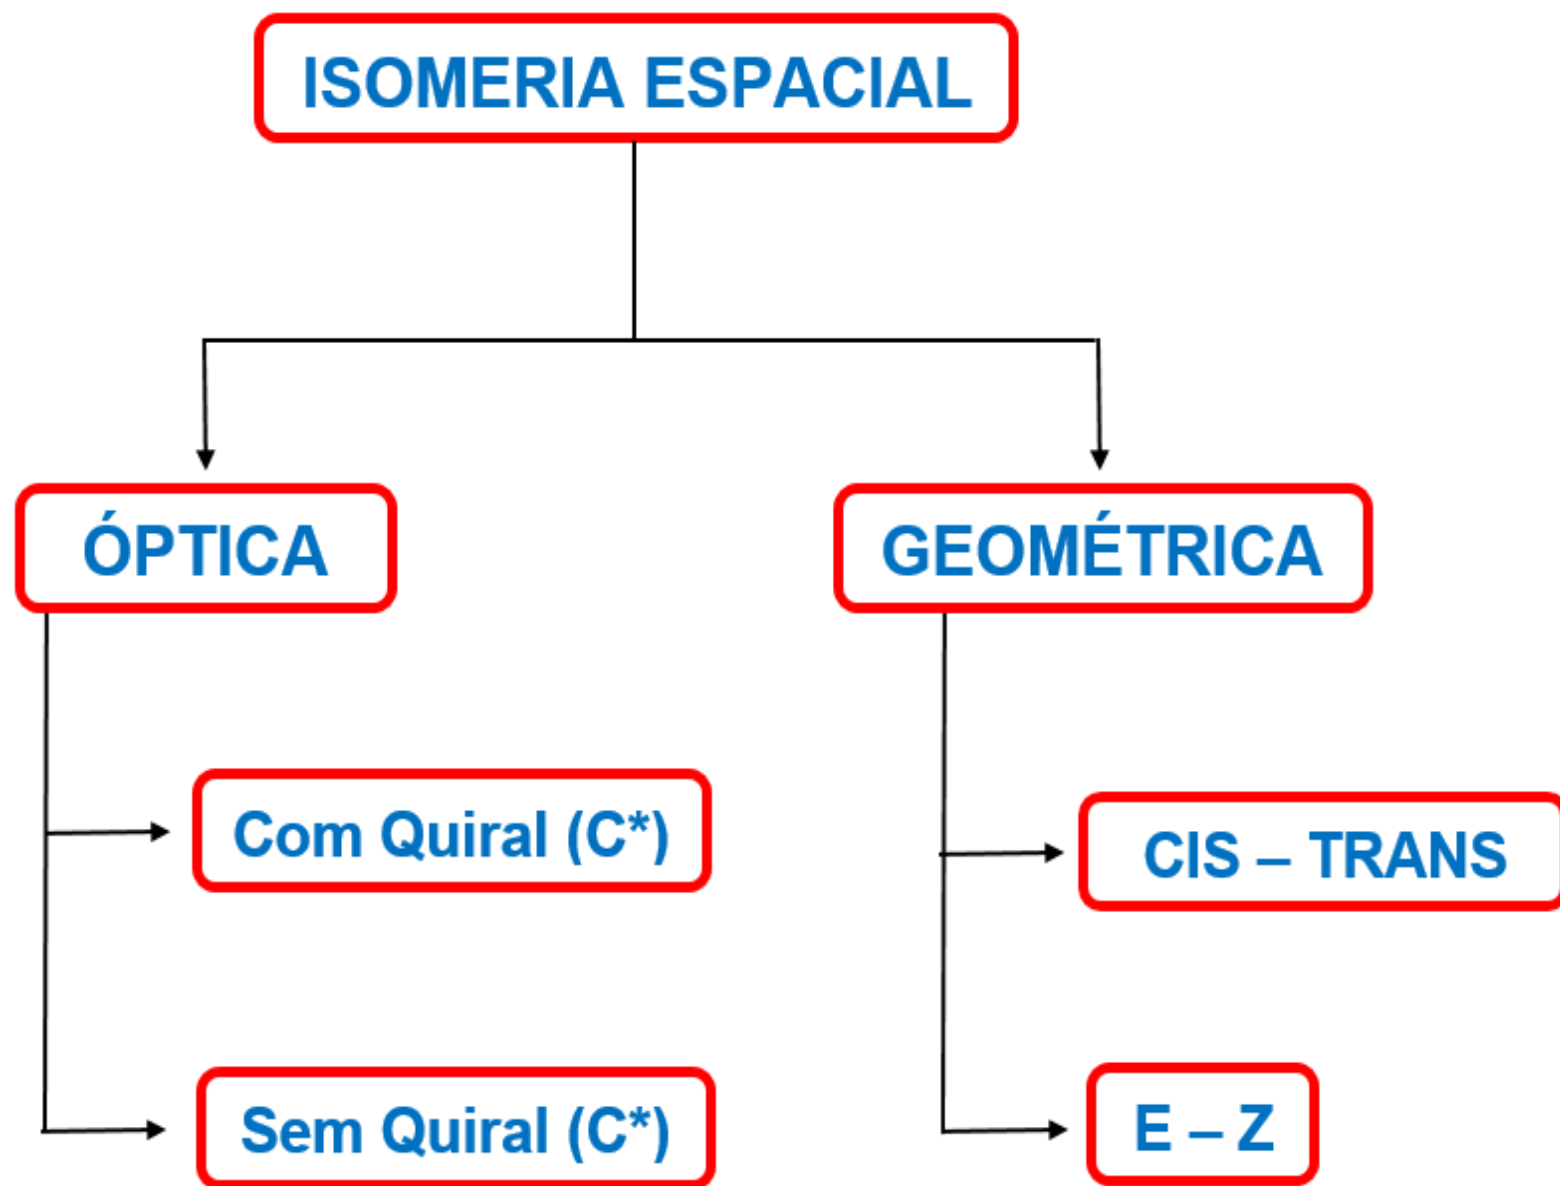 ISOMERIA ESPACIAL
ÓPTICA
GEOMÉTRICA
Com Quiral (C*)
CIS – TRANS
Sem Quiral (C*)
E – Z